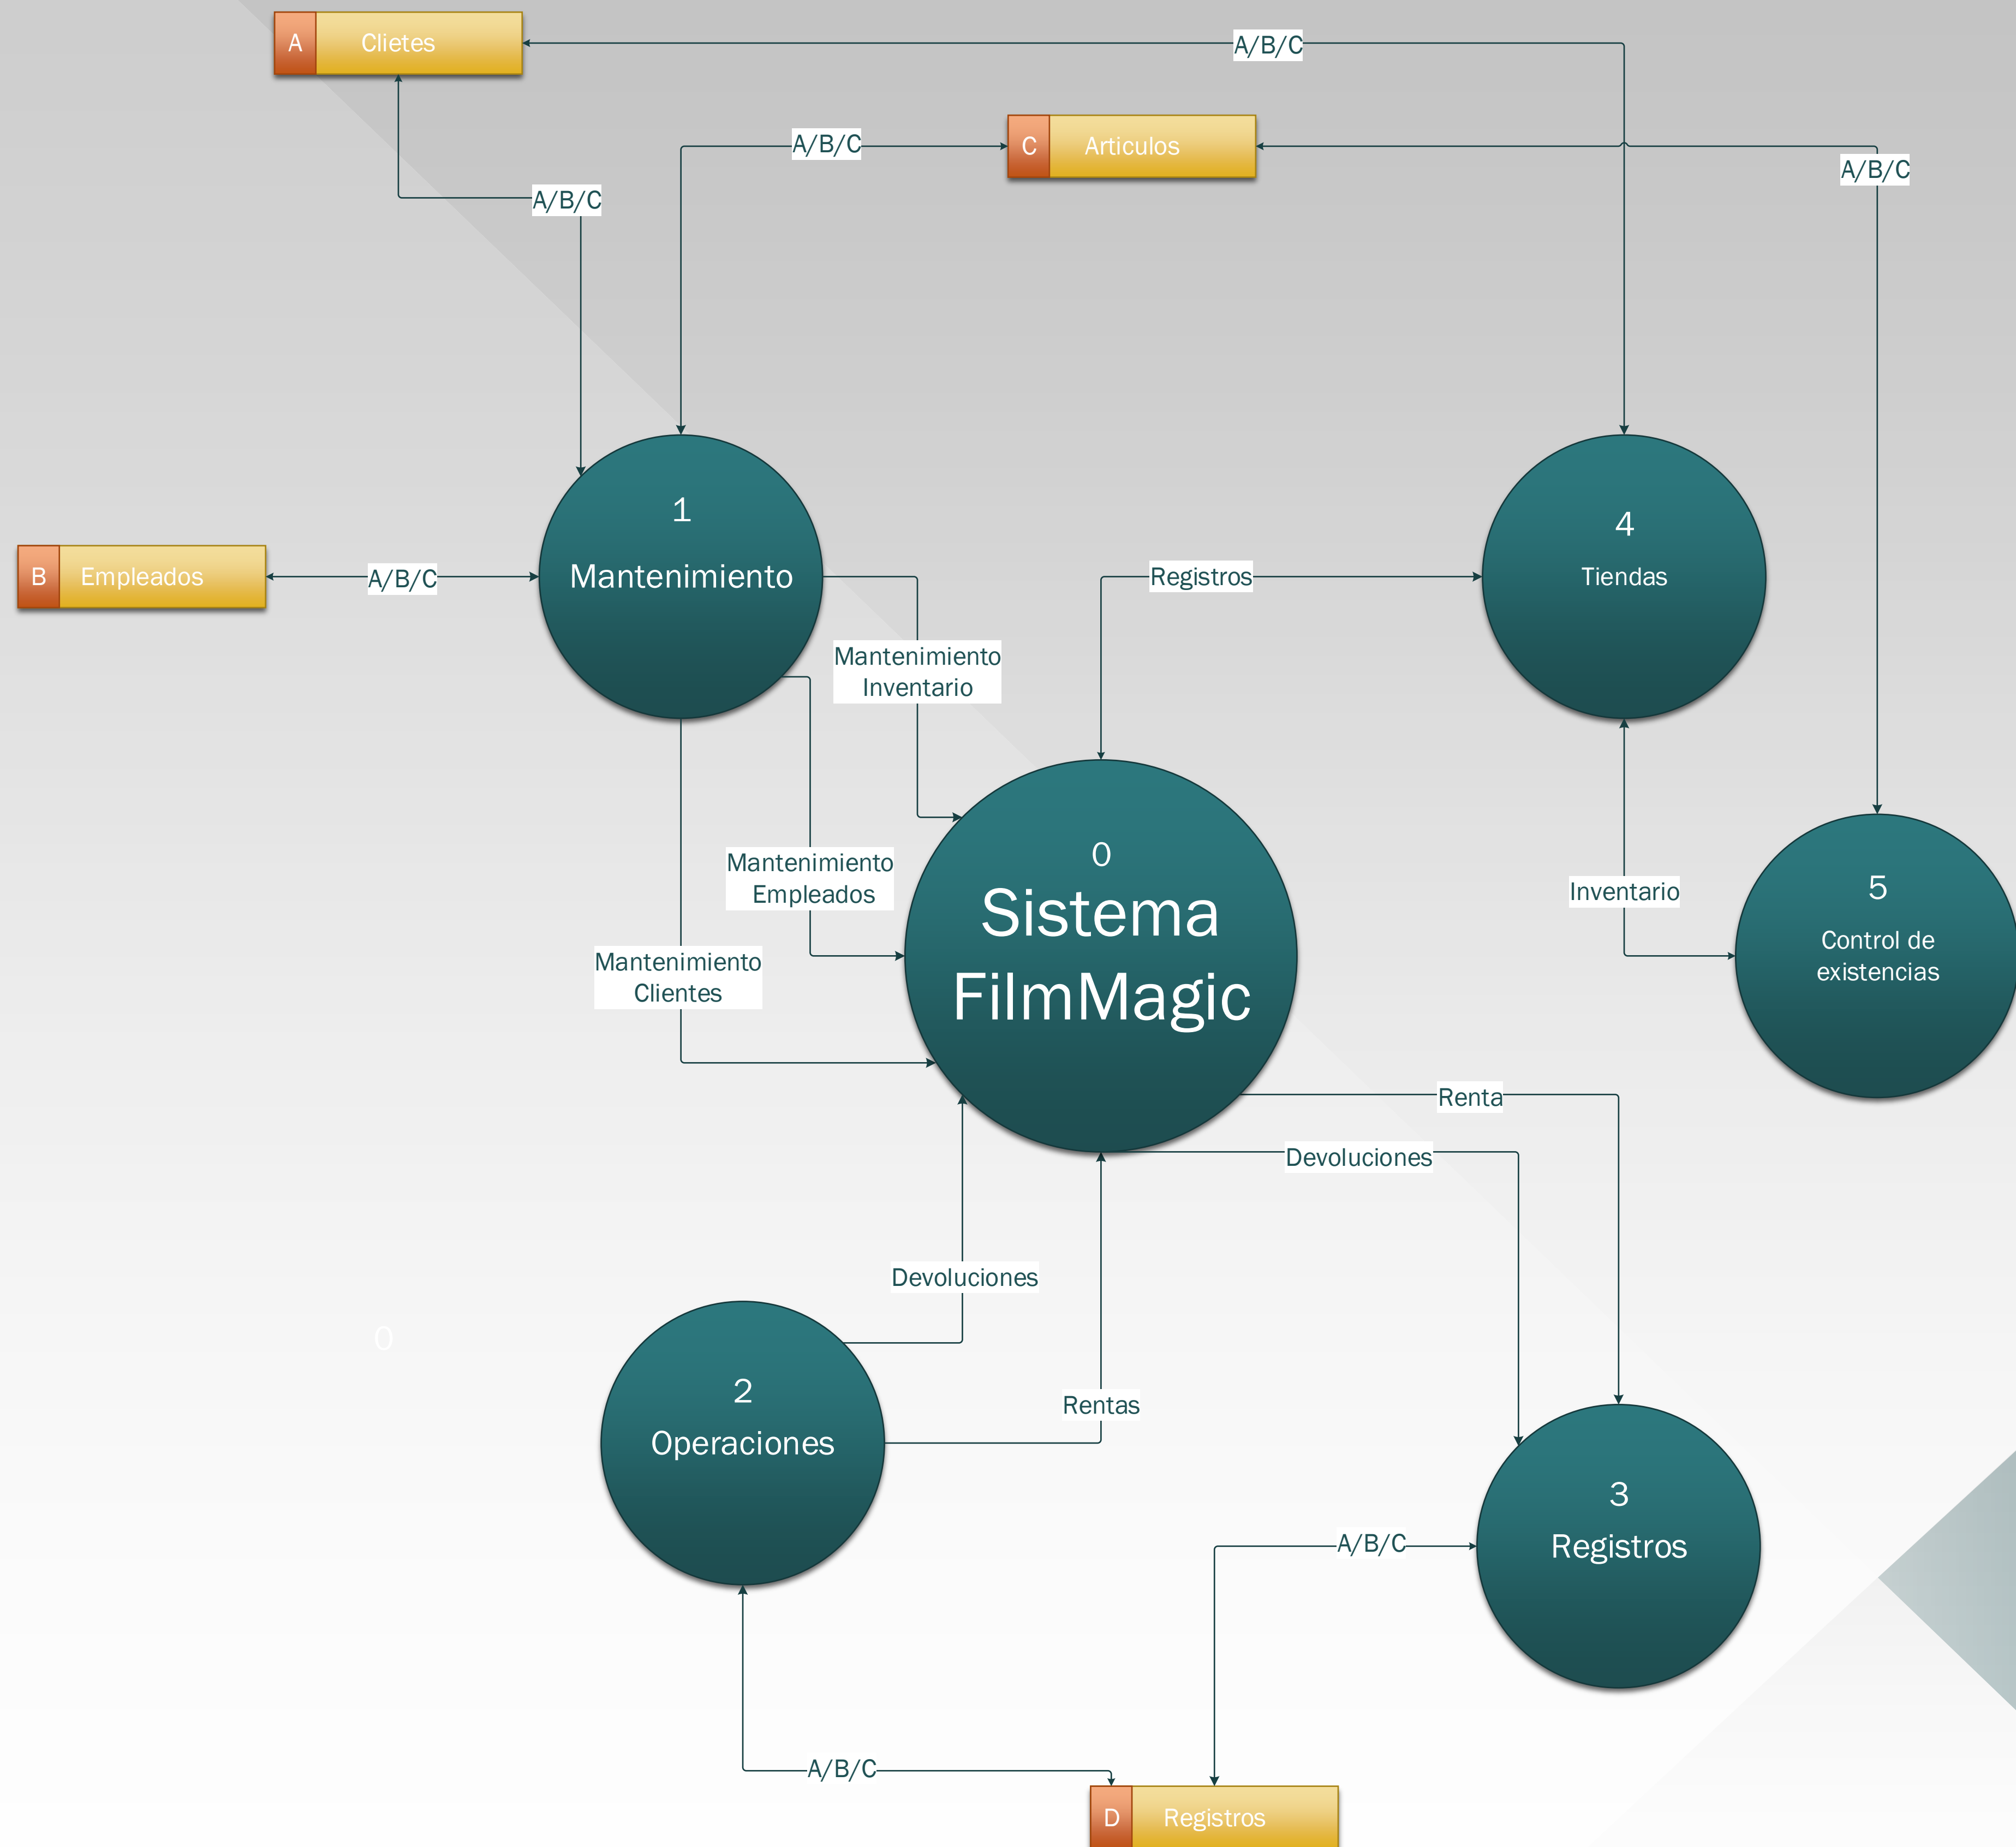 A
Clietes
A/B/C
A/B/C
C
Articulos
A/B/C
A/B/C
1
Mantenimiento
4
Tiendas
B
Empleados
A/B/C
Registros
Mantenimiento
Inventario
0
Sistema
FilmMagic
Mantenimiento
Empleados
Inventario
5
Control de
existencias
Mantenimiento
Clientes
Renta
Devoluciones
Devoluciones
0
2
Operaciones
Rentas
3
Registros
A/B/C
A/B/C
D
Registros